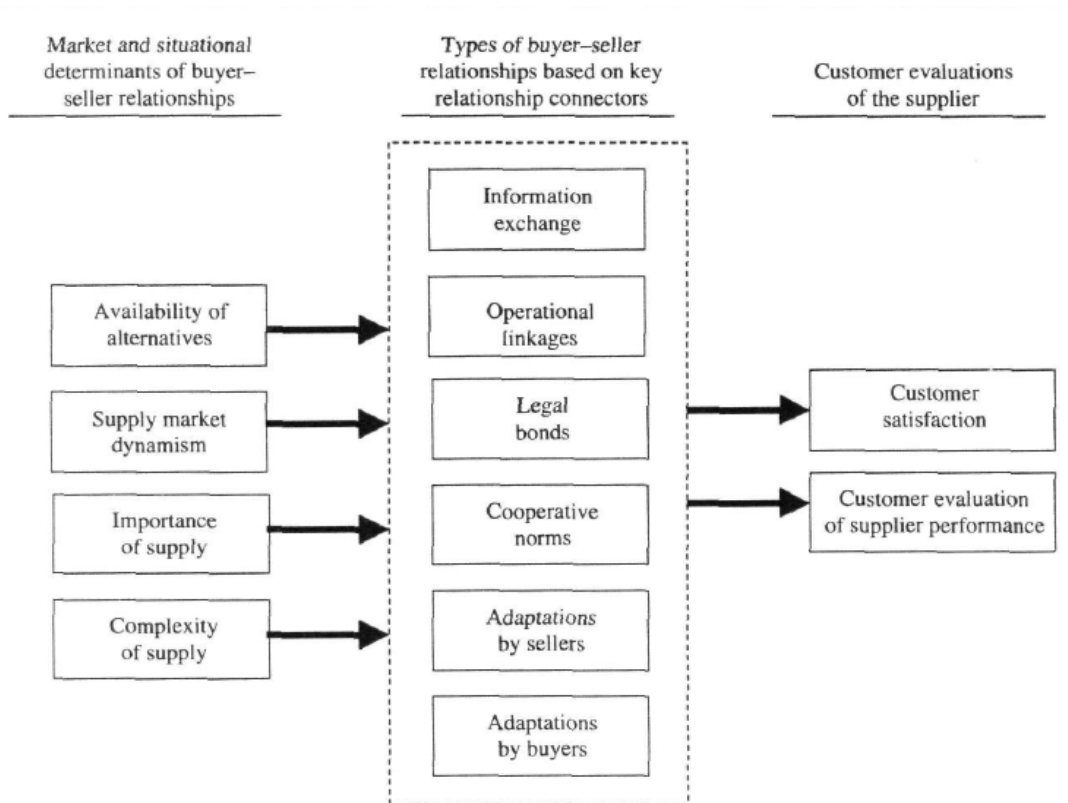 Market and situational
determinants of buyer–
seller relationships
Types of buyer–seller
relationships based on key
relationship connectors
Customer evaluations
of the supplier
Information
exchange
Operational
linkages
Legal
bonds
Cooperative
norms
Adaptations
by sellers
Adaptations
by buyers
Availability of
alternatives
Supply market
dynamism
Importance
of supply
Complexity
of supply
Customer
satisfaction
Customer evaluation
of supplier performance